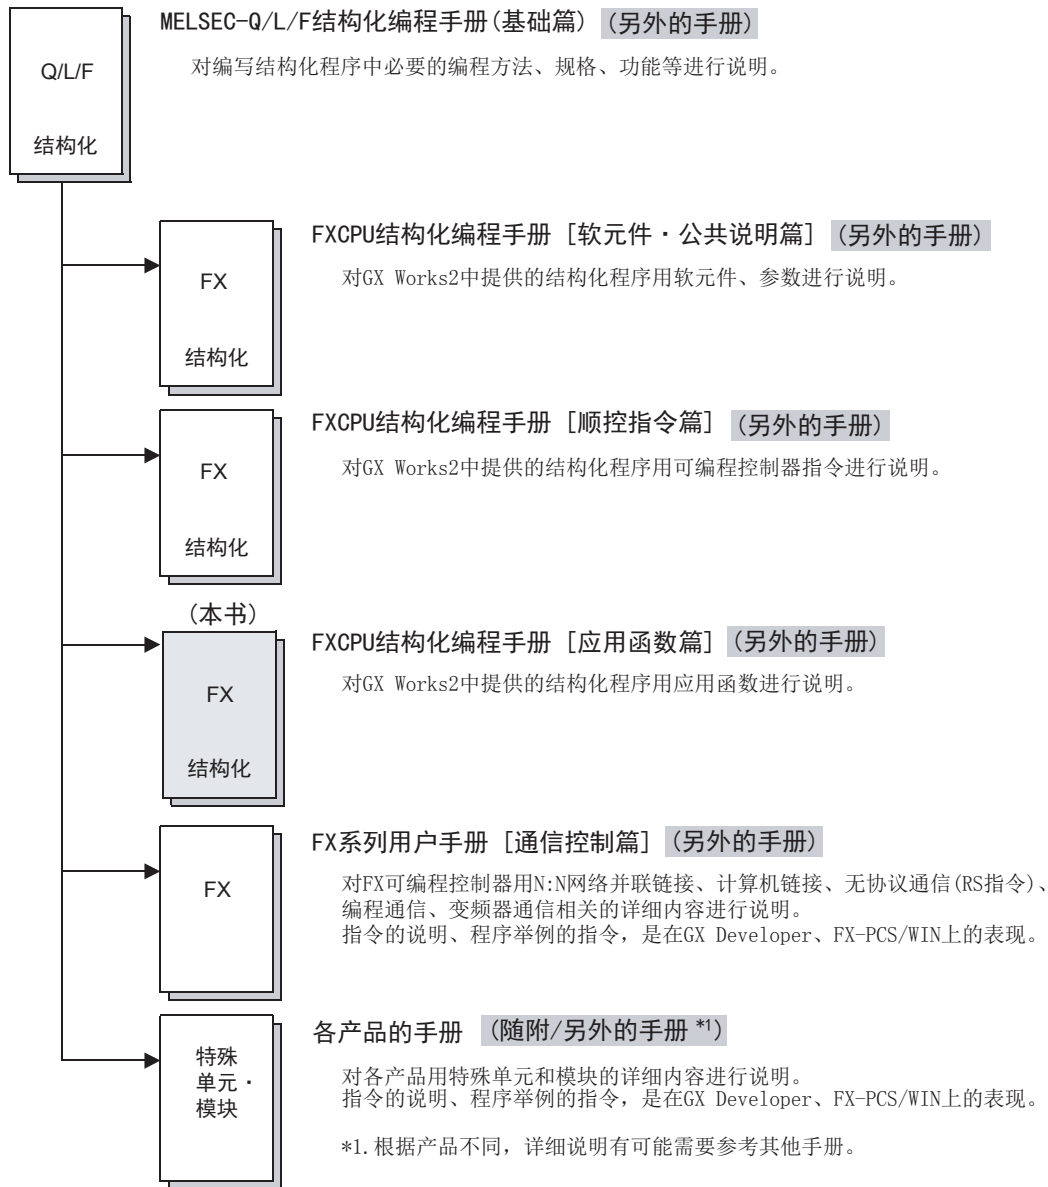 MELSEC-Q/L/F结构化编程手册(基础篇) (另外的手册)
Q/L/F
结构化
对编写结构化程序中必要的编程方法、规格、功能等进行说明。
FXCPU结构化编程手册 [软元件·公共说明篇] (另外的手册)
FX
结构化
对GX Works2中提供的结构化程序用软元件、参数进行说明。
FXCPU结构化编程手册 [顺控指令篇] (另外的手册)
FX
结构化
对GX Works2中提供的结构化程序用可编程控制器指令进行说明。
(本书)
FXCPU结构化编程手册 [应用函数篇] (另外的手册)
FX
结构化
对GX Works2中提供的结构化程序用应用函数进行说明。
FX系列用户手册 [通信控制篇] (另外的手册)
FX
对FX可编程控制器用N:N网络并联链接、计算机链接、无协议通信(RS指令)、
编程通信、变频器通信相关的详细内容进行说明。
指令的说明、程序举例的指令，是在GX Developer、FX-PCS/WIN上的表现。
各产品的手册 (随附/另外的手册 *1)
特殊
单元·
模块
对各产品用特殊单元和模块的详细内容进行说明。
指令的说明、程序举例的指令，是在GX Developer、FX-PCS/WIN上的表现。
*1.根据产品不同，详细说明有可能需要参考其他手册。